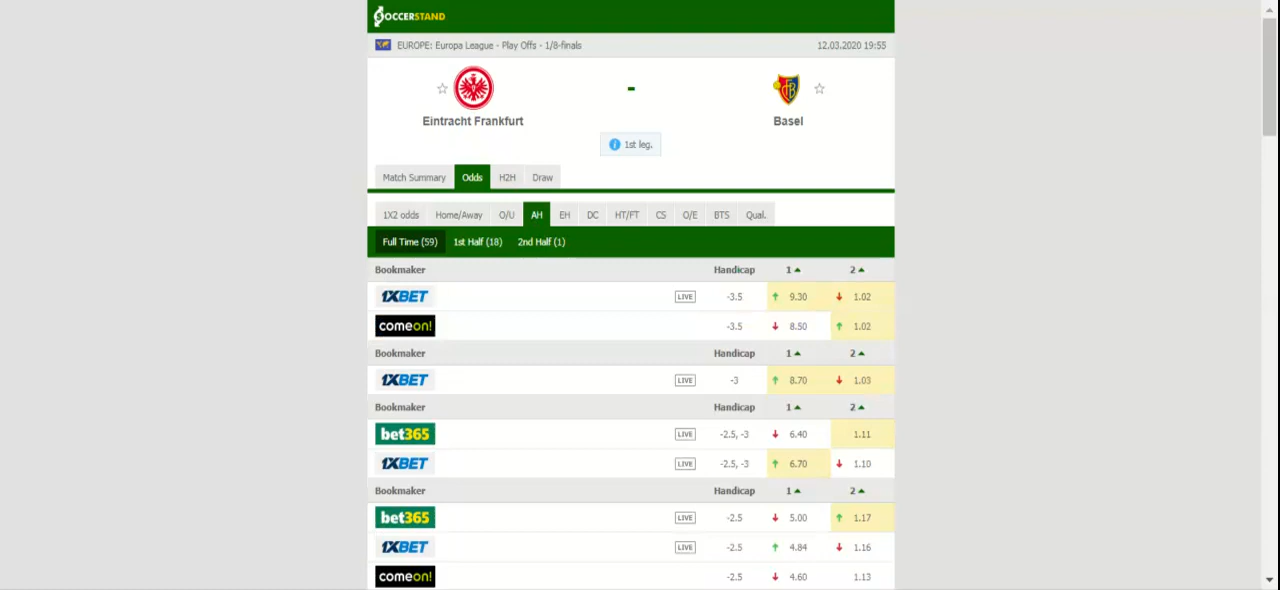 SOCCERSTAND
EUROPE: Europa League - Play Offs - 1/8-finals 12.03.2020 19:55
-
Eintracht Frankfurt Basel
1st leg.
Match Summary Odds H2H Draw
1X2 odds Home/Away O/U AH EH DC HT/FT CS O/E BTS Qual.
Full Time (59) 1st Half (18) 2nd Half (1)
Bookmaker Handicap 1 2
1XBET LIVE -3.5 9.30 1.02
comeon! -3.5 8.50 1.02
Bookmaker Handicap 1 2
1XBET LIVE -3 8.70 1.03
Bookmaker Handicap 1 2
bet365 LIVE -2.5, -3 6.40 1.11
1XBET LIVE -2.5, -3 6.70 1.10
Bookmaker Handicap 1 2
bet365 LIVE -2.5 5.00 1.17
1XBET LIVE -2.5 4.84 1.16
comeon! -2.5 4.60 1.13